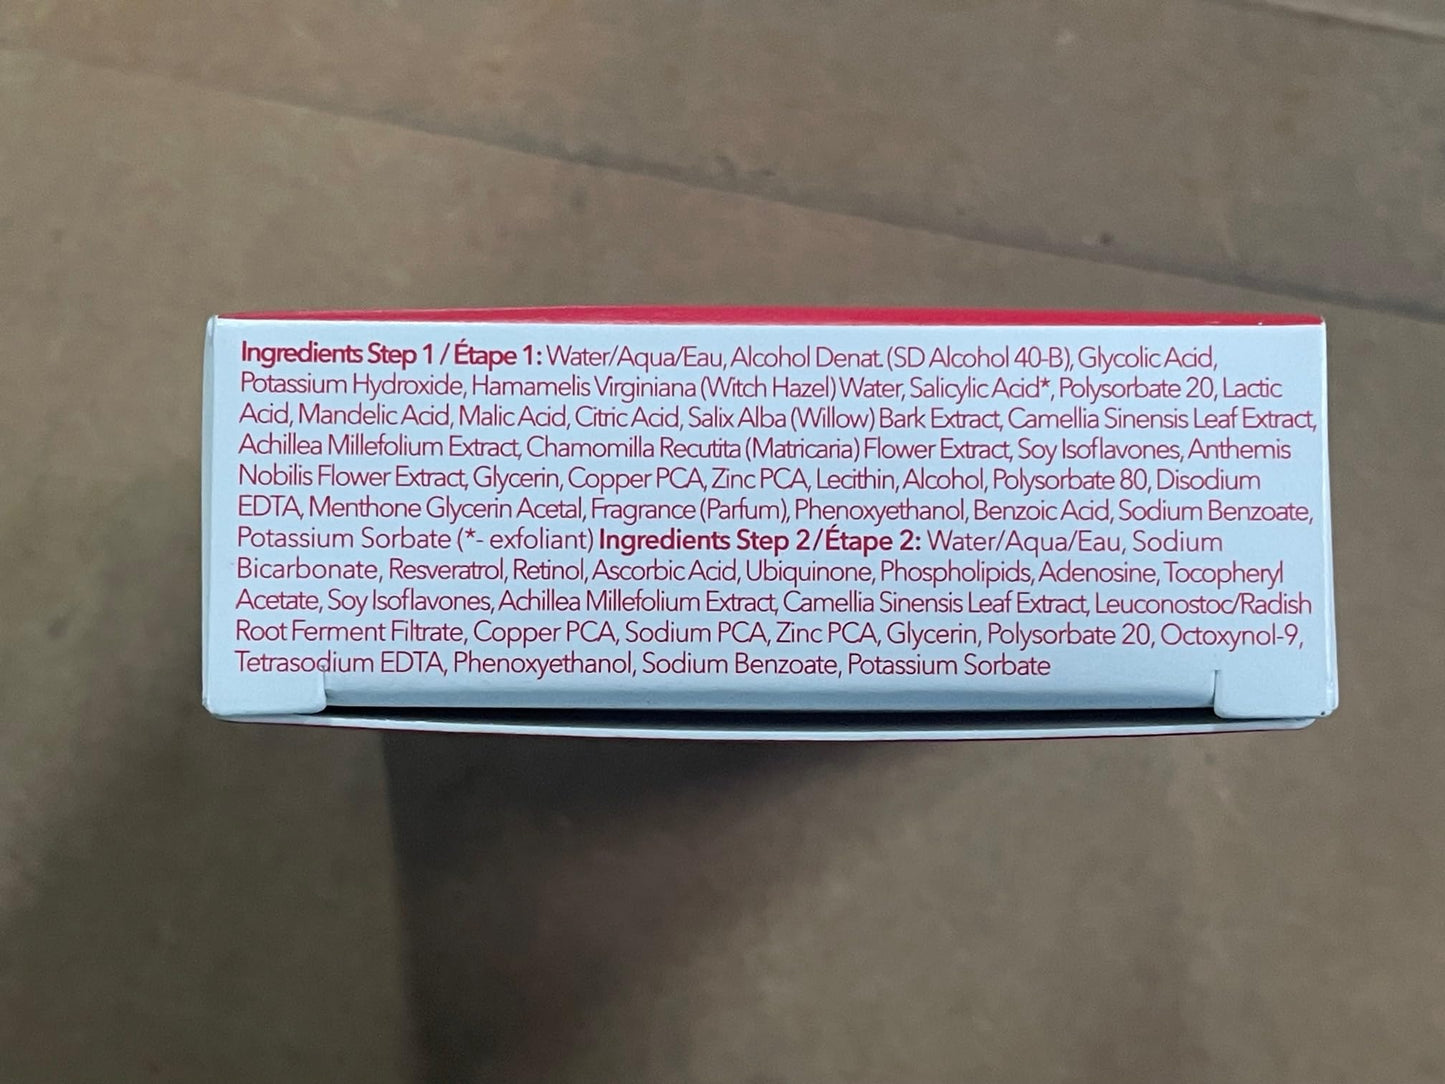 Ingredients Step 1 / Étape 1: Water/Aqua/Eau, Alcohol Denat. (SD Alcohol 40-B), Glycolic Acid,
Potassium Hydroxide, Hamamelis Virginiana (Witch Hazel) Water, Salicylic Acid*, Polysorbate 20, Lactic
Acid, Mandelic Acid, Malic Acid, Citric Acid, Salix Alba (Willow) Bark Extract, Camellia Sinensis Leaf Extract,
Achillea Millefolium Extract, Chamomilla Recutita (Matricaria) Flower Extract, Soy Isoflavones, Anthemis
Nobilis Flower Extract, Glycerin, Copper PCA, Zinc PCA, Lecithin, Alcohol, Polysorbate 80, Disodium
EDTA, Menthone Glycerin Acetal, Fragrance (Parfum), Phenoxyethanol, Benzoic Acid, Sodium Benzoate,
Potassium Sorbate (*- exfoliant) Ingredients Step 2/Étape 2: Water/Aqua/Eau, Sodium
Bicarbonate, Resveratrol, Retinol, Ascorbic Acid, Ubiquinone, Phospholipids, Adenosine, Tocopheryl
Acetate, Soy Isoflavones, Achillea Millefolium Extract, Camellia Sinensis Leaf Extract, Leuconostoc/Radish
Root Ferment Filtrate, Copper PCA, Sodium PCA, Zinc PCA, Glycerin, Polysorbate 20, Octoxynol-9,
Tetrasodium EDTA, Phenoxyethanol, Sodium Benzoate, Potassium Sorbate